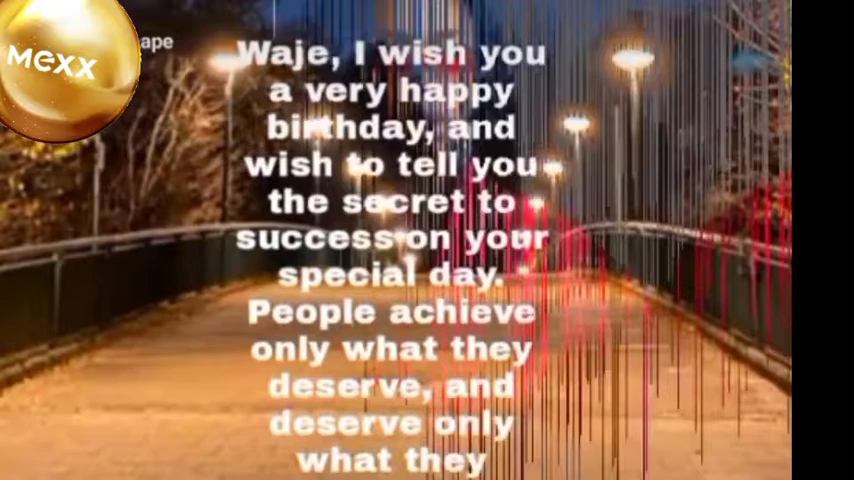 mexx
ape
Waje, I wish you
a very happy
birthday, and
wish to tell you
the secret to
success on your
special day.
People achieve
only what they
deserve, and
deserve only
what they